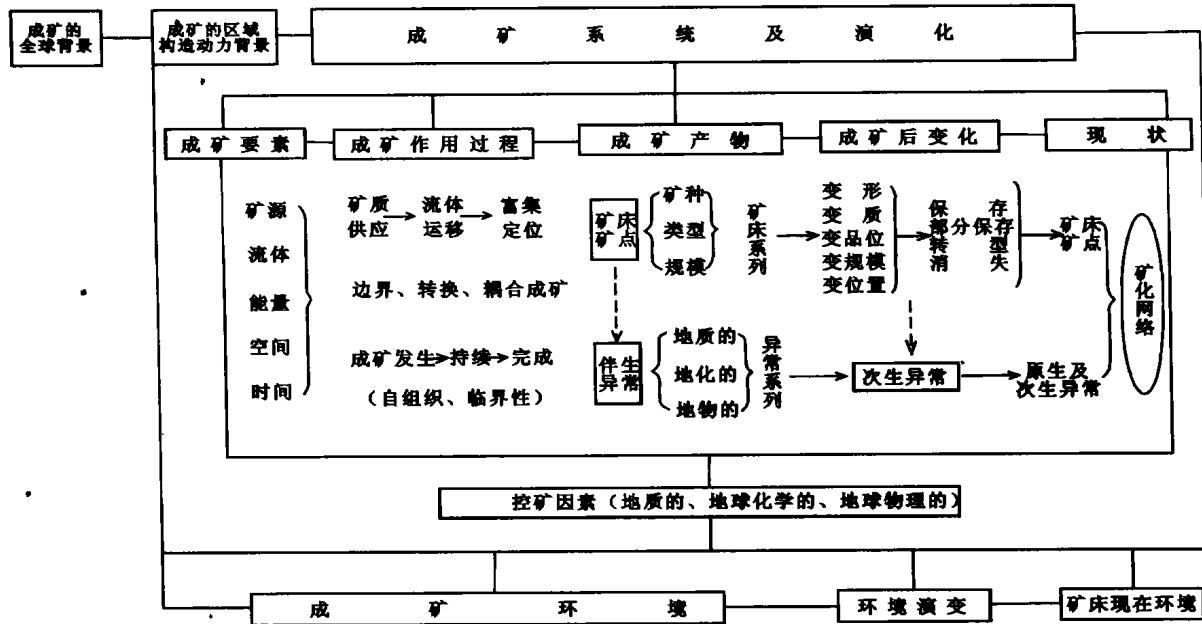 成矿的
全球背景
成矿的区域
构造动力背景
成矿系统及演化
成矿要素
成矿作用过程
成矿产物
成矿后变化
现状
矿源
流体
能量
空间
时间
矿质
供应
流体
运移
富集
定位
边界、转换、耦合成矿
成矿发生
持续
完成
（自组织、临界性）
矿床
矿点
矿种
类型
规模
矿床系列
伴生
异常
地质的
地化的
地物的
异常系列
变形
变质
变品位
变规模
变位置
保存
部分保存
转型
消失
次生异常
矿床
矿点
原生及
次生异常
矿化网络
控矿因素（地质的、地球化学的、地球物理的）
成矿环境
环境演变
矿床现在环境